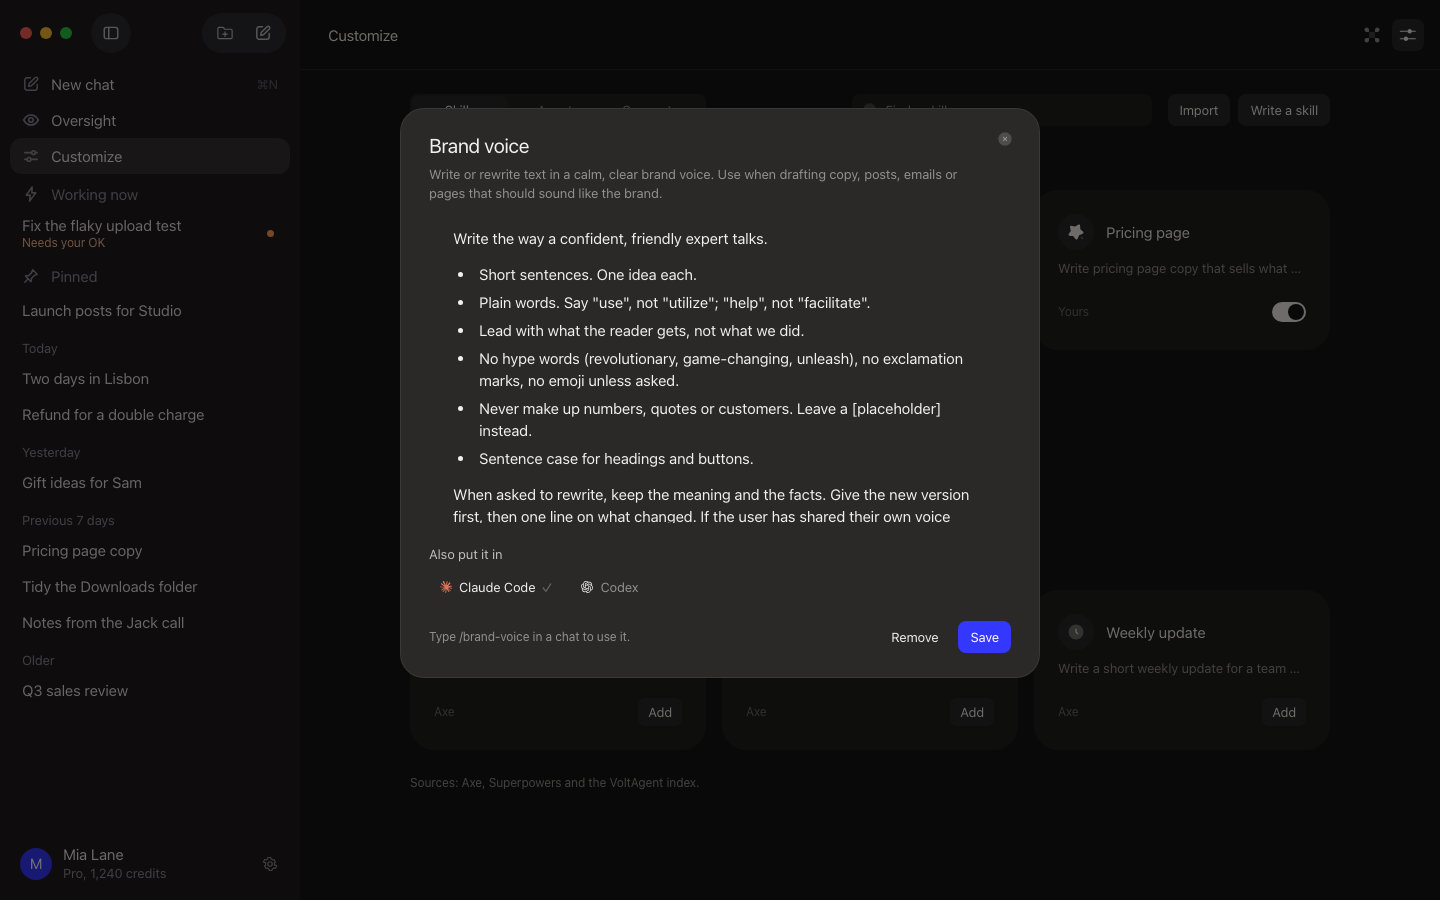 Customize
New chat
⌘N
Oversight
Customize
Working now
Fix the flaky upload test
Needs your OK
Pinned
Launch posts for Studio
Today
Two days in Lisbon
Refund for a double charge
Yesterday
Gift ideas for Sam
Previous 7 days
Pricing page copy
Tidy the Downloads folder
Notes from the Jack call
Older
Q3 sales review
M
Mia Lane
Pro, 1,240 credits
Import
Write a skill
Brand voice
Write or rewrite text in a calm, clear brand voice. Use when drafting copy, posts, emails or
pages that should sound like the brand.
Write the way a confident, friendly expert talks.
• Short sentences. One idea each.
• Plain words. Say "use", not "utilize"; "help", not "facilitate".
• Lead with what the reader gets, not what we did.
• No hype words (revolutionary, game-changing, unleash), no exclamation
marks, no emoji unless asked.
• Never make up numbers, quotes or customers. Leave a [placeholder]
instead.
• Sentence case for headings and buttons.
When asked to rewrite, keep the meaning and the facts. Give the new version
first, then one line on what changed. If the user has shared their own voice
Also put it in
Claude Code ✓
Codex
Type /brand-voice in a chat to use it.
Remove
Save
Pricing page
Write pricing page copy that sells what ...
Yours
Weekly update
Write a short weekly update for a team ...
Axe
Add
Axe
Add
Axe
Add
Sources: Axe, Superpowers and the VoltAgent index.